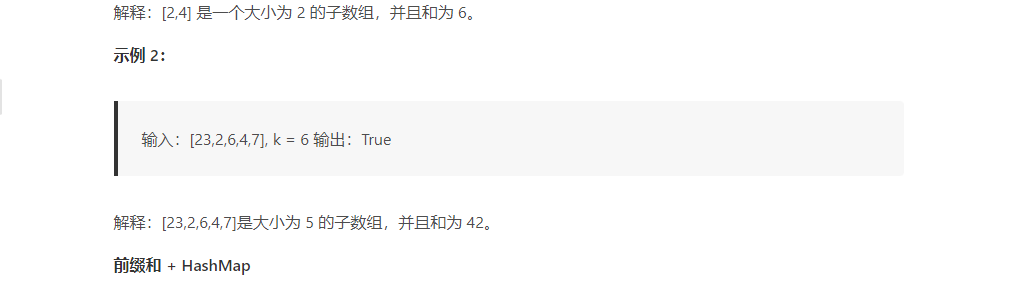 解释：[2,4] 是一个大小为 2 的子数组，并且和为 6。
示例 2：
输入：[23,2,6,4,7], k = 6 输出：True
解释：[23,2,6,4,7]是大小为 5 的子数组，并且和为 42。
前缀和 + HashMap